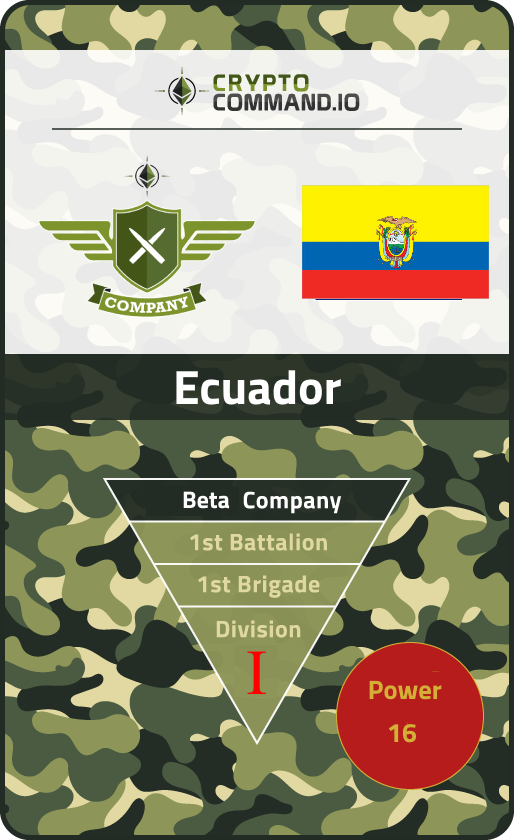 CRYPTO
COMMAND.IO
COMPANY
Ecuador
Beta Company
1st Battalion
1st Brigade
Division
I
Power
16